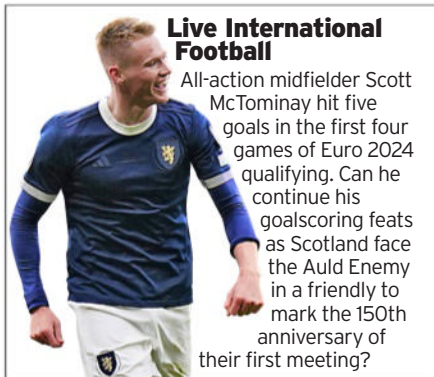 Live International
Football
All-action midfielder Scott
McTominay hit five
goals in the first four
games of Euro 2024
qualifying. Can he
continue his
goalscoring feats
as Scotland face
the Auld Enemy
in a friendly to
mark the 150th
anniversary of
their first meeting?